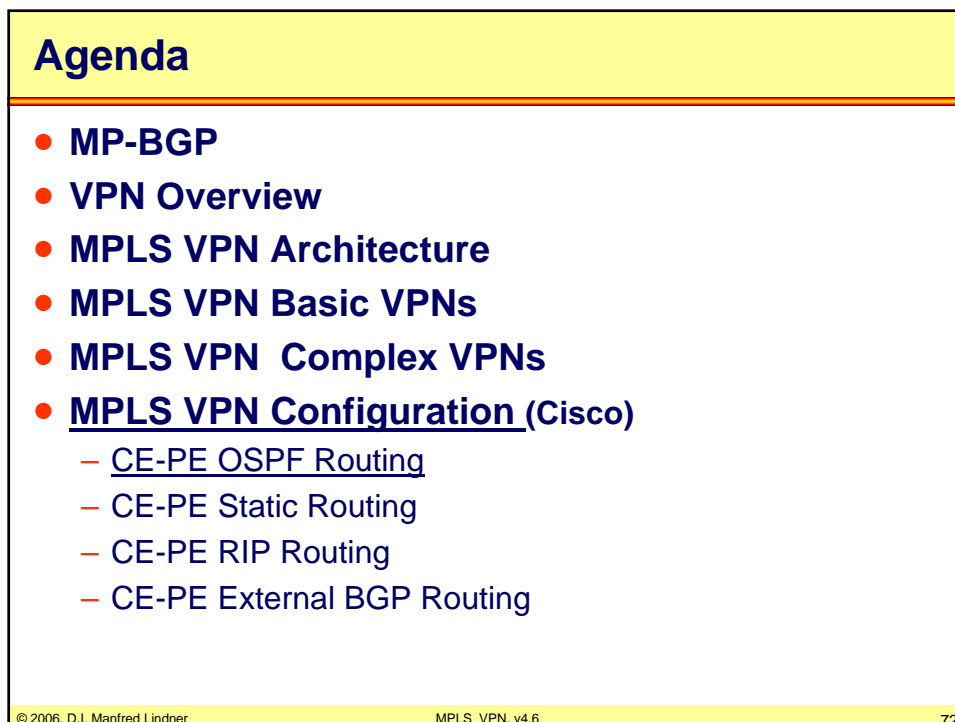 Agenda
• MP-BGP
• VPN Overview
• MPLS VPN Architecture
• MPLS VPN Basic VPNs
• MPLS VPN Complex VPNs
• MPLS VPN Configuration (Cisco)
– CE-PE OSPF Routing
– CE-PE Static Routing
– CE-PE RIP Routing
– CE-PE External BGP Routing
© 2006, D.I. Manfred Lindner
MPLS_VPN, v4.6
72